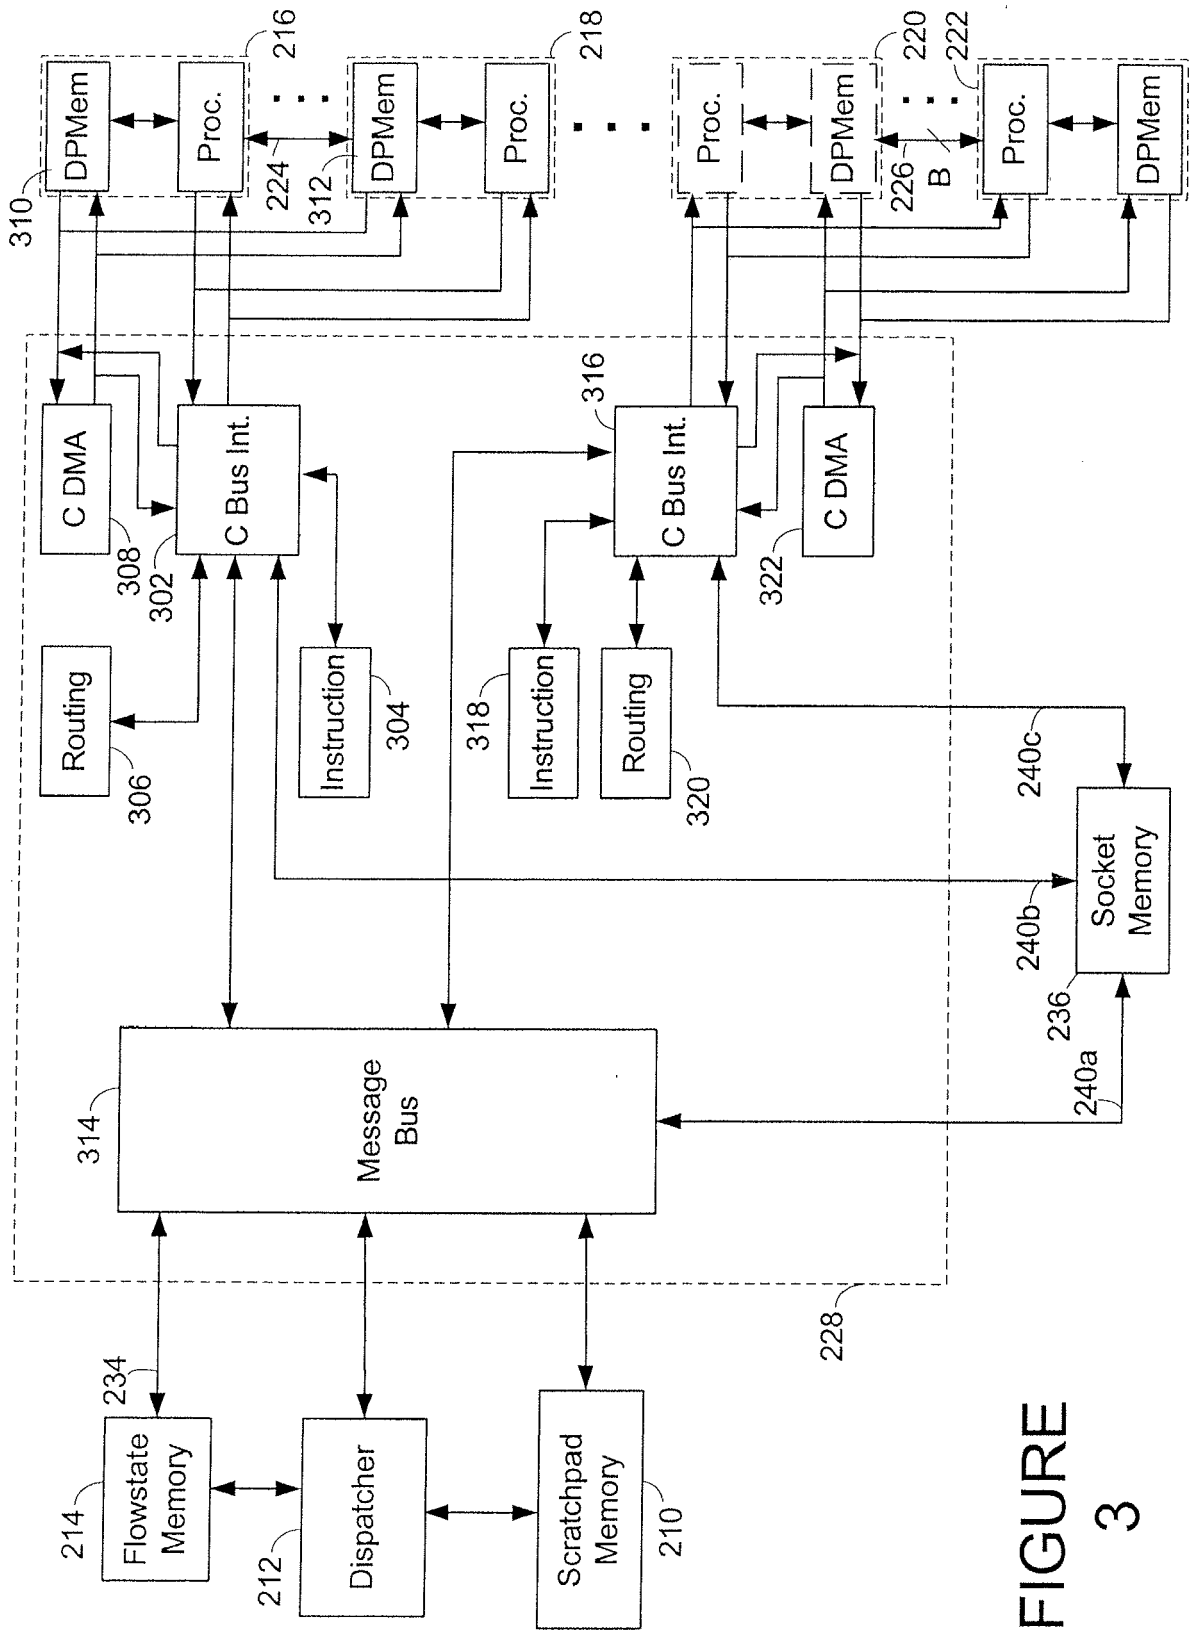 214
Flowstate
Memory
234
212
Dispatcher
Scratchpad
Memory
210
314
Message
Bus
228
Routing
306
Instruction
304
318
Instruction
Routing
320
240a
240b
240c
236
Socket
Memory
C DMA
308
302
C Bus Int.
316
C Bus Int.
322
C DMA
310
DPMem
Proc.
216
224
312
DPMem
Proc.
218
Proc.
DPMem
220
226
B
222
Proc.
DPMem
FIGURE
3